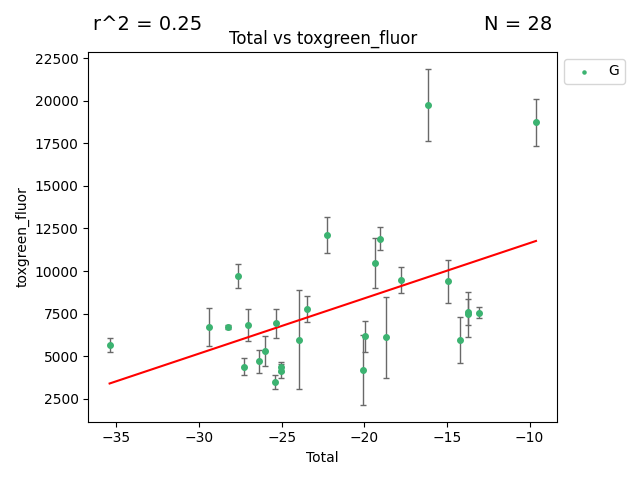 r^2 = 0.25
N = 28
Total vs toxgreen_fluor
G
22500
20000
17500
15000
12500
10000
7500
5000
2500
toxgreen_fluor
−35
−30
−25
−20
−15
−10
Total